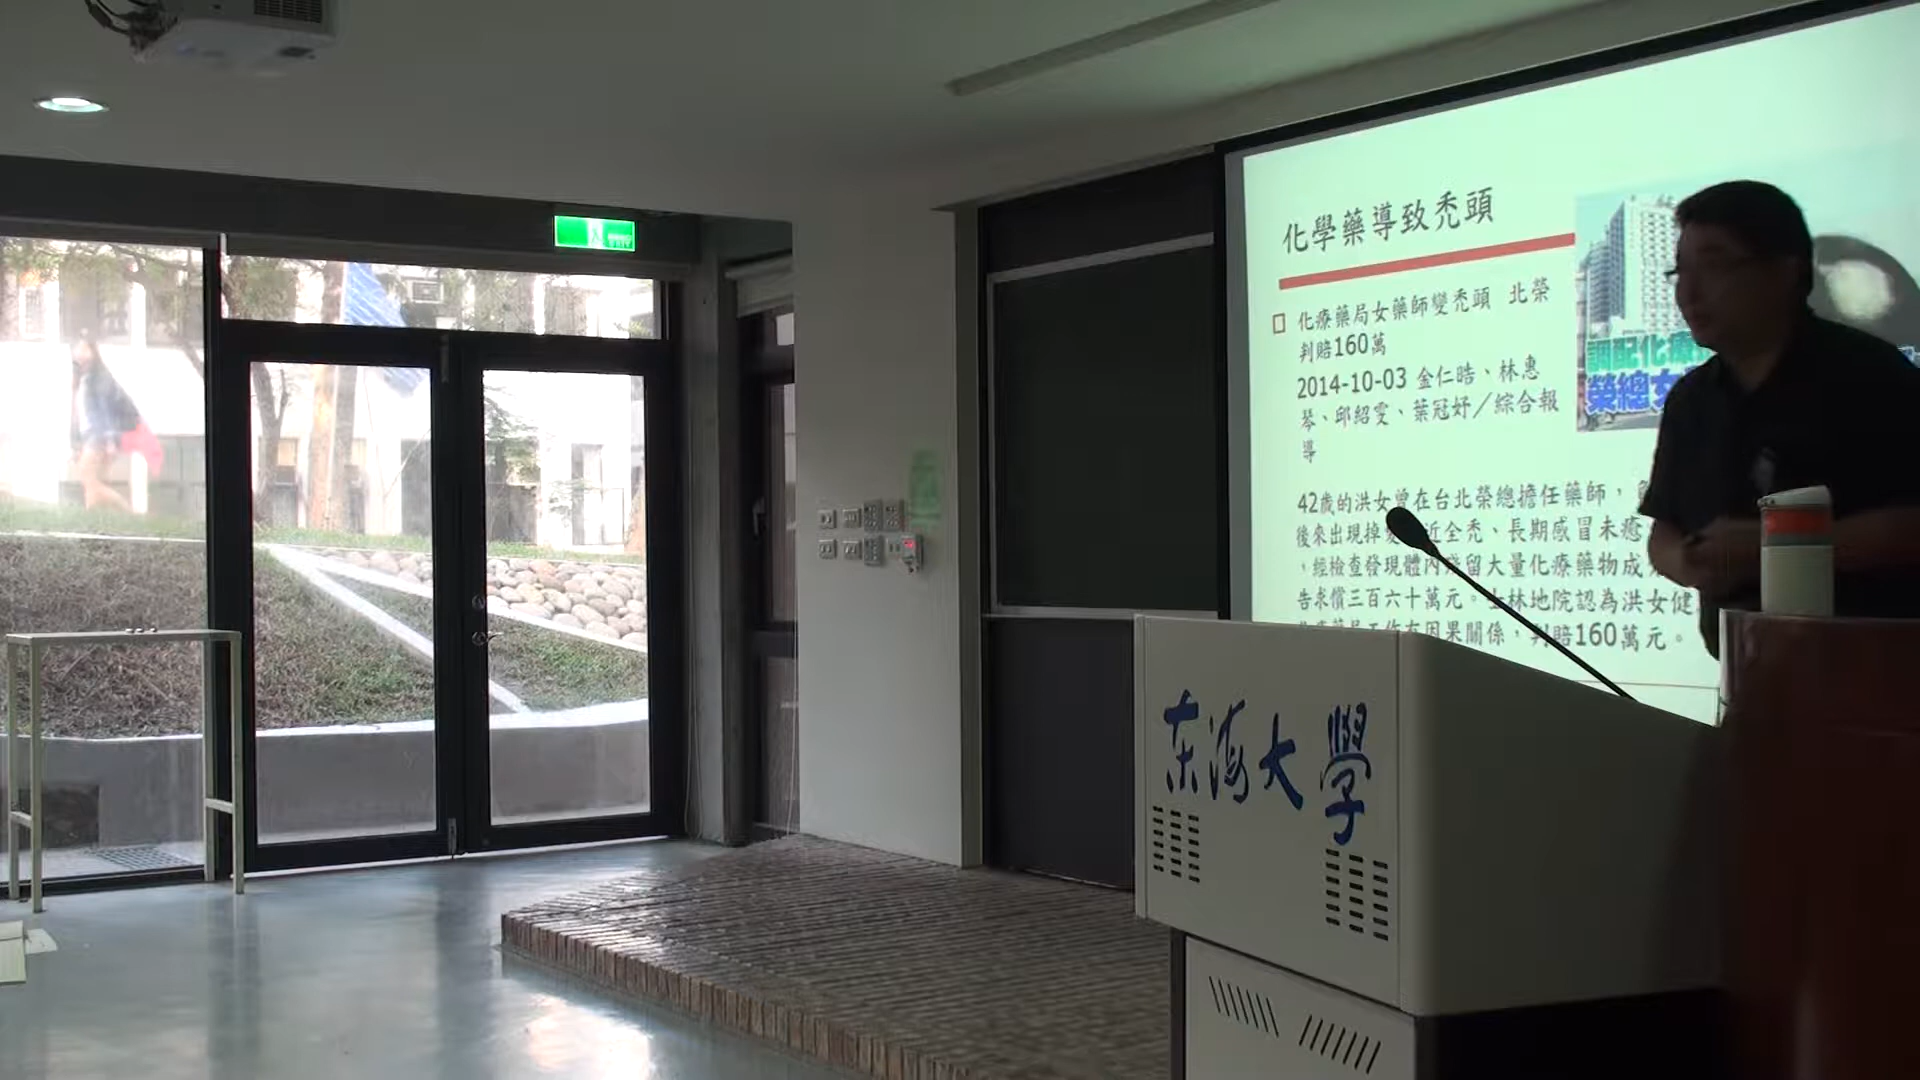 化學藥導致禿頭
化療藥局女藥師變禿頭 北榮
判賠160萬
2014-10-03 金仁晧、林惠
琴、邱紹雯、葉冠妤／綜合報
導
42歲的洪女曾在台北榮總擔任藥師，
後來出現掉髮近全禿、長期感冒未癒
，經檢查發現體內殘留大量化療藥物成
告求償三百六十萬元。士林地院認為洪女健
工作有因果關係，判賠160萬元。
調配化療
榮總女
东海大學